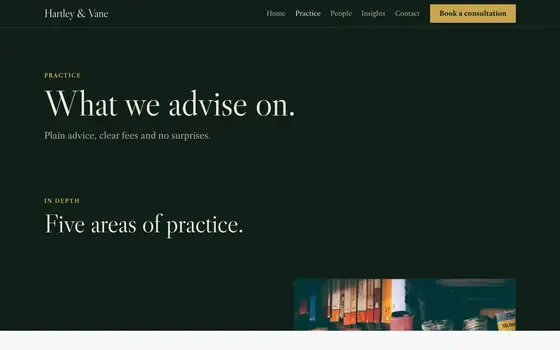 Hartley & Vane
Home Practice People Insights Contact Book a consultation
PRACTICE
What we advise on.
Plain advice, clear fees and no surprises.
IN DEPTH
Five areas of practice.